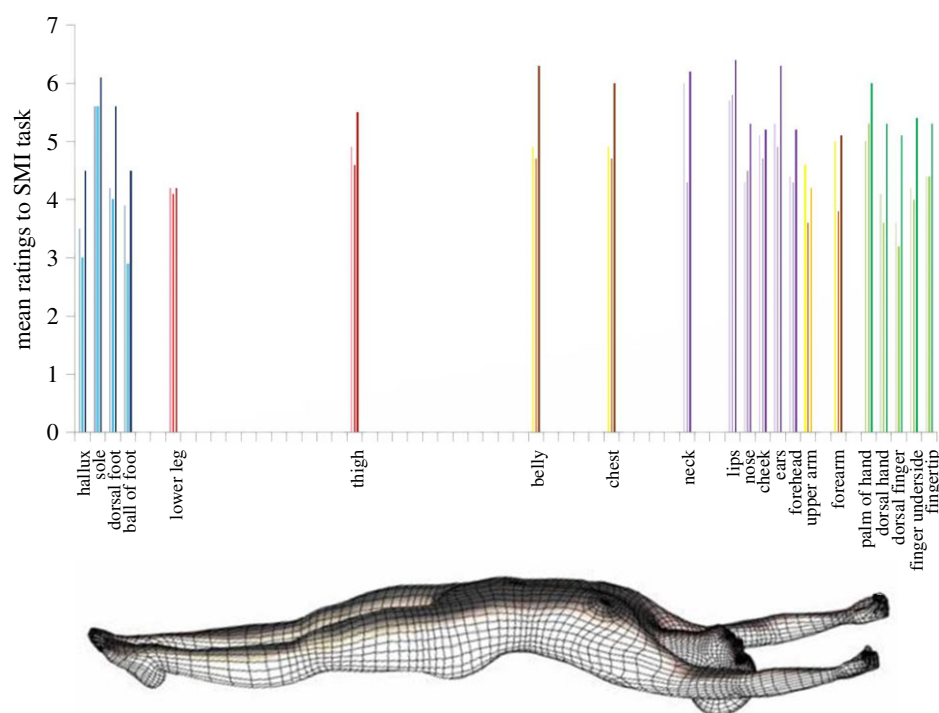 mean ratings to SMI task
7
6
5
4
3
2
1
0
hallux
sole
dorsal foot
ball of foot
lower leg
thigh
belly
chest
neck
lips
nose
cheek
ears
forehead
upper arm
forearm
palm of hand
dorsal hand
dorsal finger
finger underside
fingertip